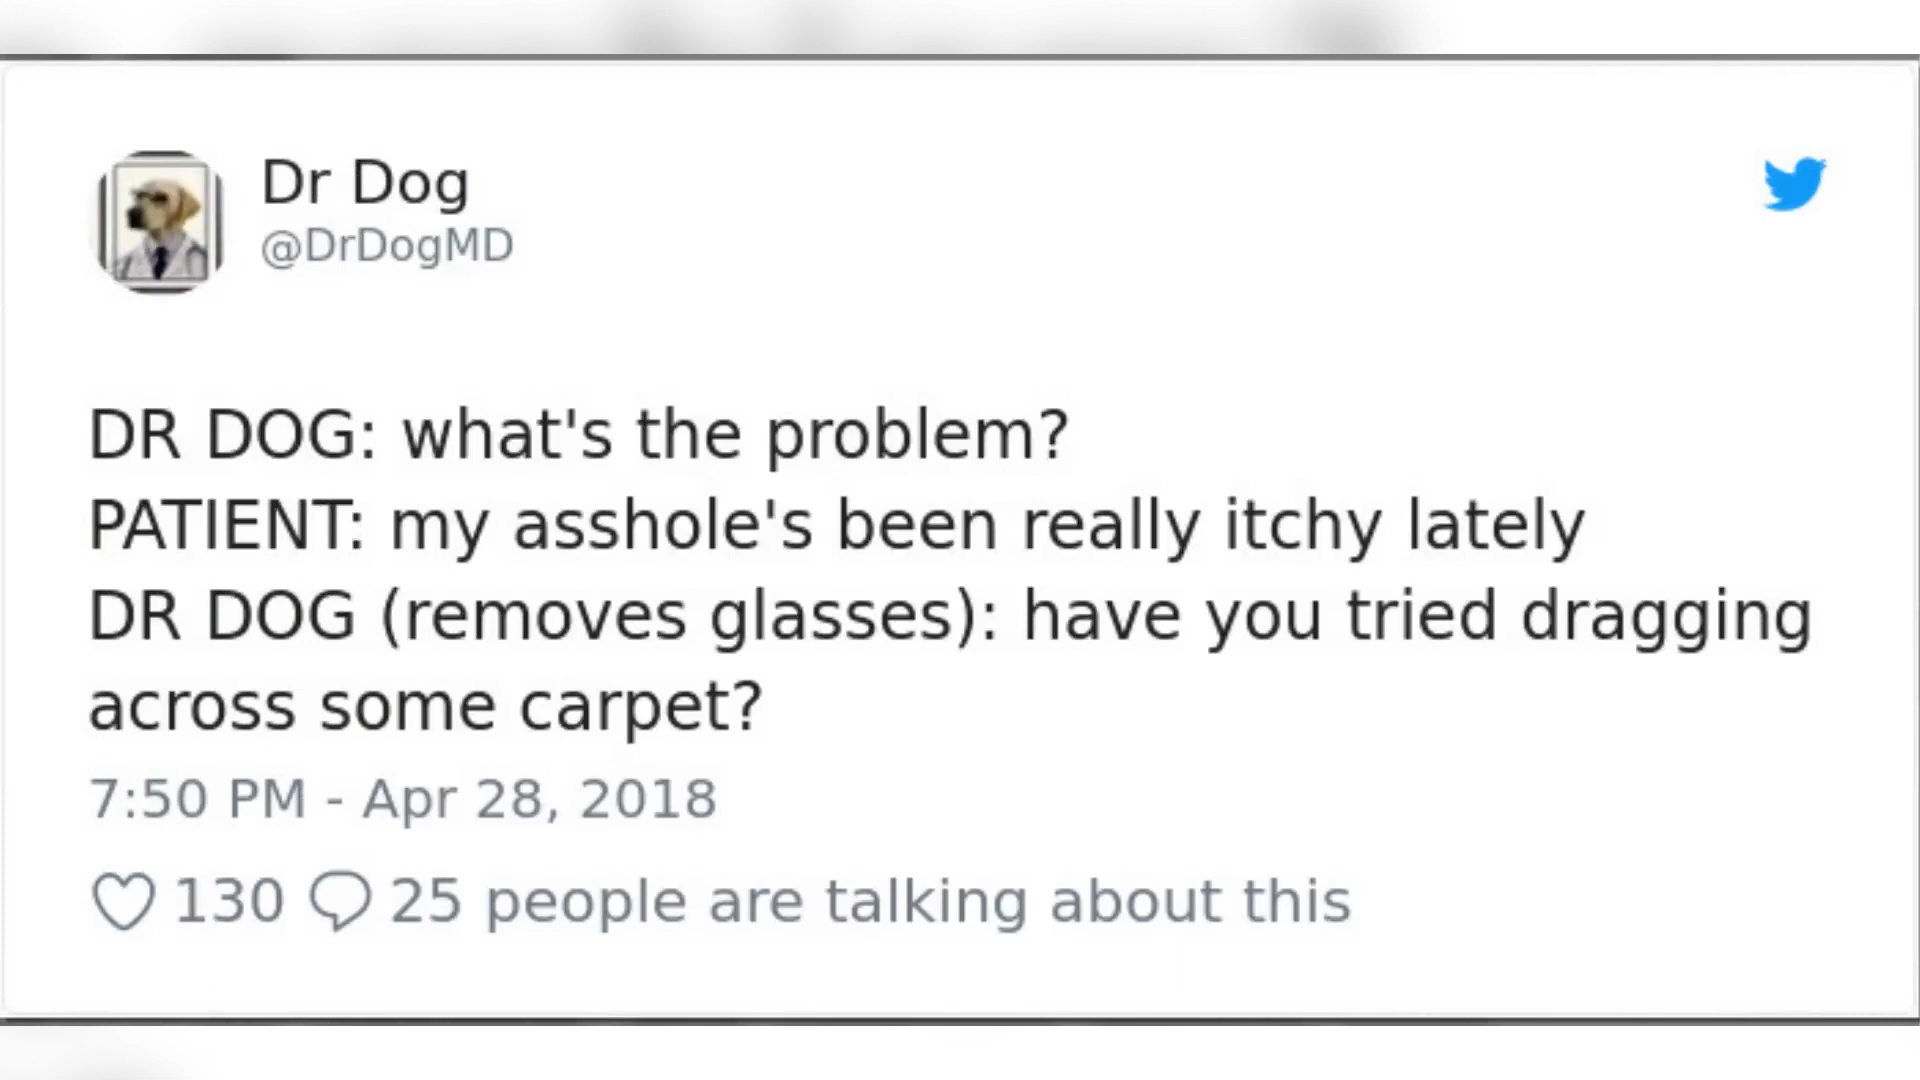 Dr Dog
@DrDogMD
DR DOG: what's the problem?
PATIENT: my asshole's been really itchy lately
DR DOG (removes glasses): have you tried dragging
across some carpet?
7:50 PM - Apr 28, 2018
130 25 people are talking about this